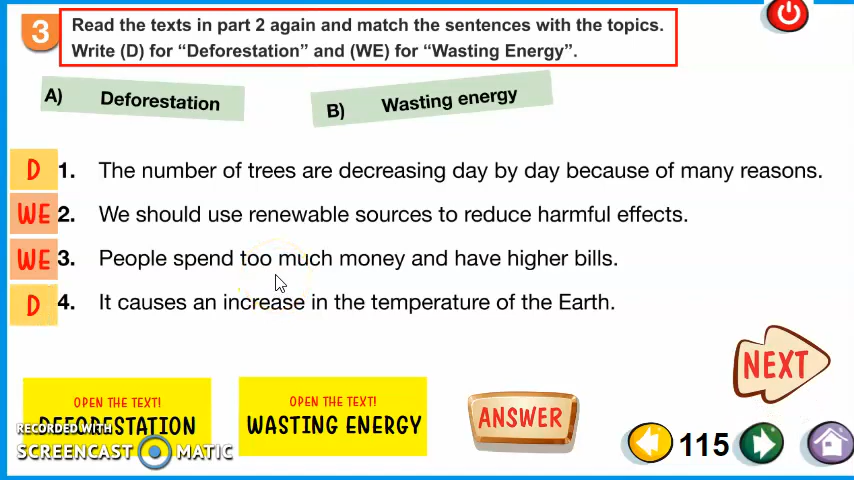 3 Read the texts in part 2 again and match the sentences with the topics.
Write (D) for “Deforestation” and (WE) for “Wasting Energy”.
A) Deforestation
B) Wasting energy
D 1. The number of trees are decreasing day by day because of many reasons.
WE 2. We should use renewable sources to reduce harmful effects.
WE 3. People spend too much money and have higher bills.
D 4. It causes an increase in the temperature of the Earth.
NEXT
OPEN THE TEXT!
DEFORESTATION
OPEN THE TEXT!
WASTING ENERGY
ANSWER
115
RECORDED WITH
SCREENCAST MATIC